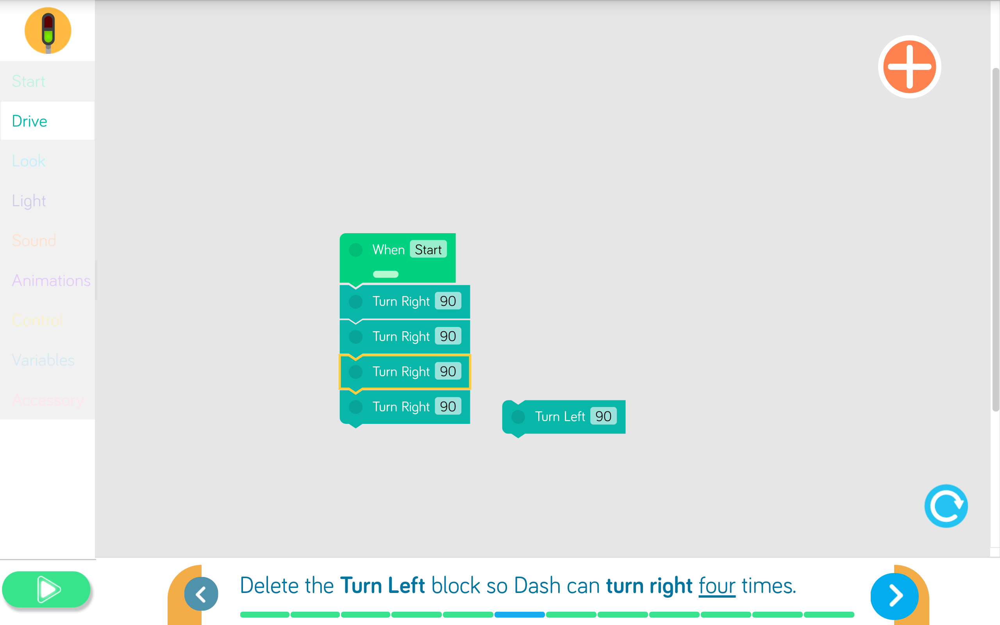 Start
Drive
Look
Light
Sound
Animations
Control
Variables
Accessory
When Start
Turn Right 90
Turn Right 90
Turn Right 90
Turn Right 90
Turn Left 90
Delete the Turn Left block so Dash can turn right four times.